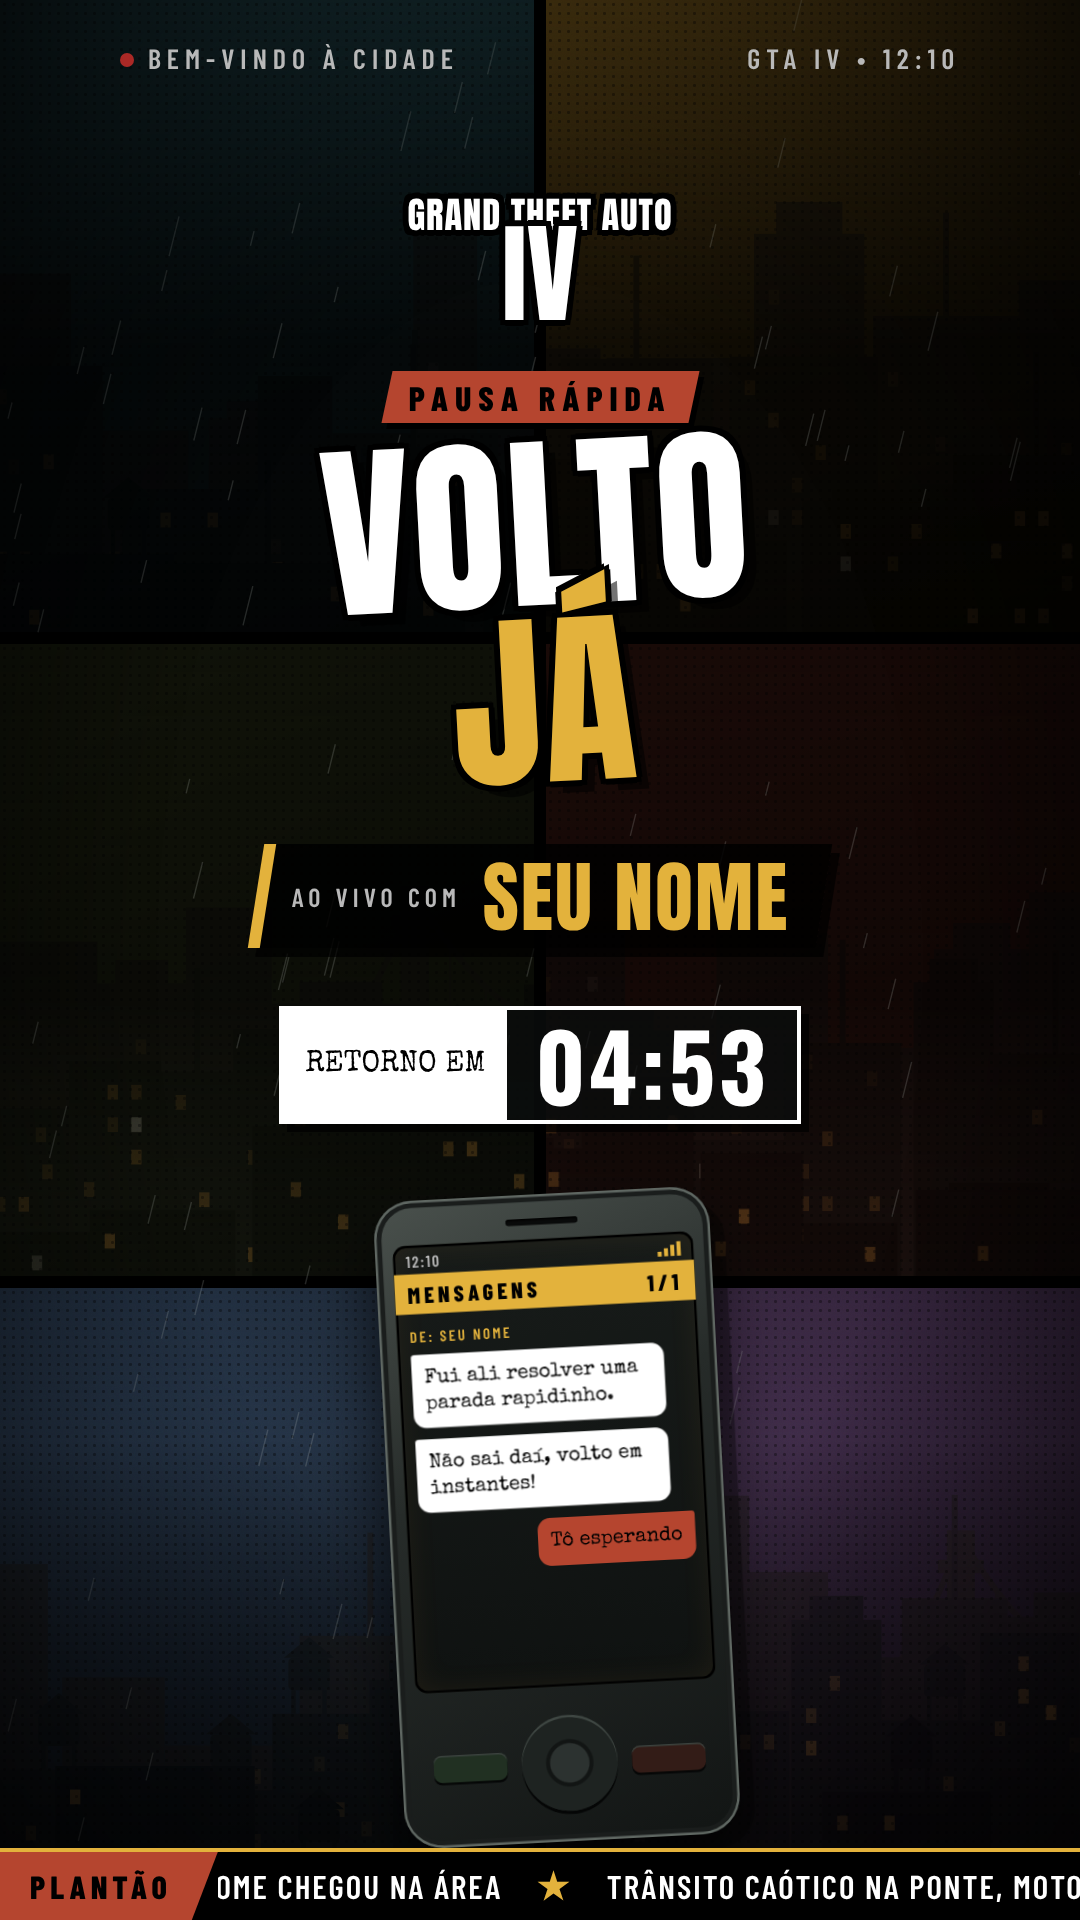 BEM-VINDO À CIDADE
GTA IV • 12:10
GRAND THEFT AUTO
IV
PAUSA RÁPIDA
VOLTO
JÁ
AO VIVO COM SEU NOME
RETORNO EM 04:53
12:10
MENSAGENS 1/1
DE: SEU NOME
Fui ali resolver uma
parada rapidinho.
Não sai daí, volto em
instantes!
Tô esperando
PLANTÃO OME CHEGOU NA ÁREA ★ TRÂNSITO CAÓTICO NA PONTE, MOTO